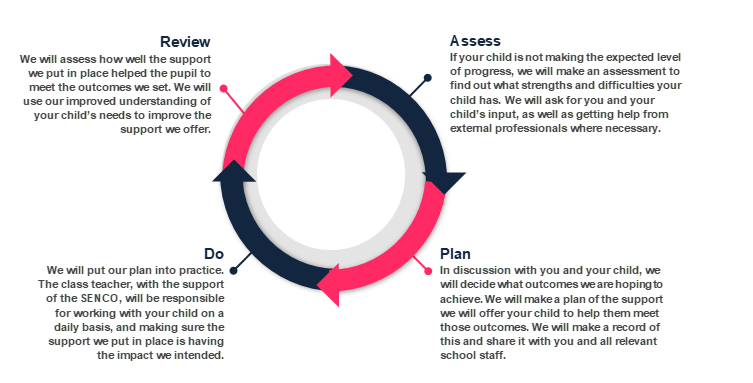 Review
We will assess how well the support
we put in place helped the pupil to
meet the outcomes we set. We will
use our improved understanding of
your child's needs to improve the
support we offer.
Assess
If your child is not making the expected level
of progress, we will make an assessment to
find out what strengths and difficulties your
child has. We will ask for you and your
child's input, as well as getting help from
external professionals where necessary.
Do
We will put our plan into practice.
The class teacher, with the support
of the SENCO, will be responsible
for working with your child on a
daily basis, and making sure the
support we put in place is having
the impact we intended.
Plan
In discussion with you and your child, we
will decide what outcomes we are hoping to
achieve. We will make a plan of the support
we will offer your child to help them meet
those outcomes. We will make a record of
this and share it with you and all relevant
school staff.